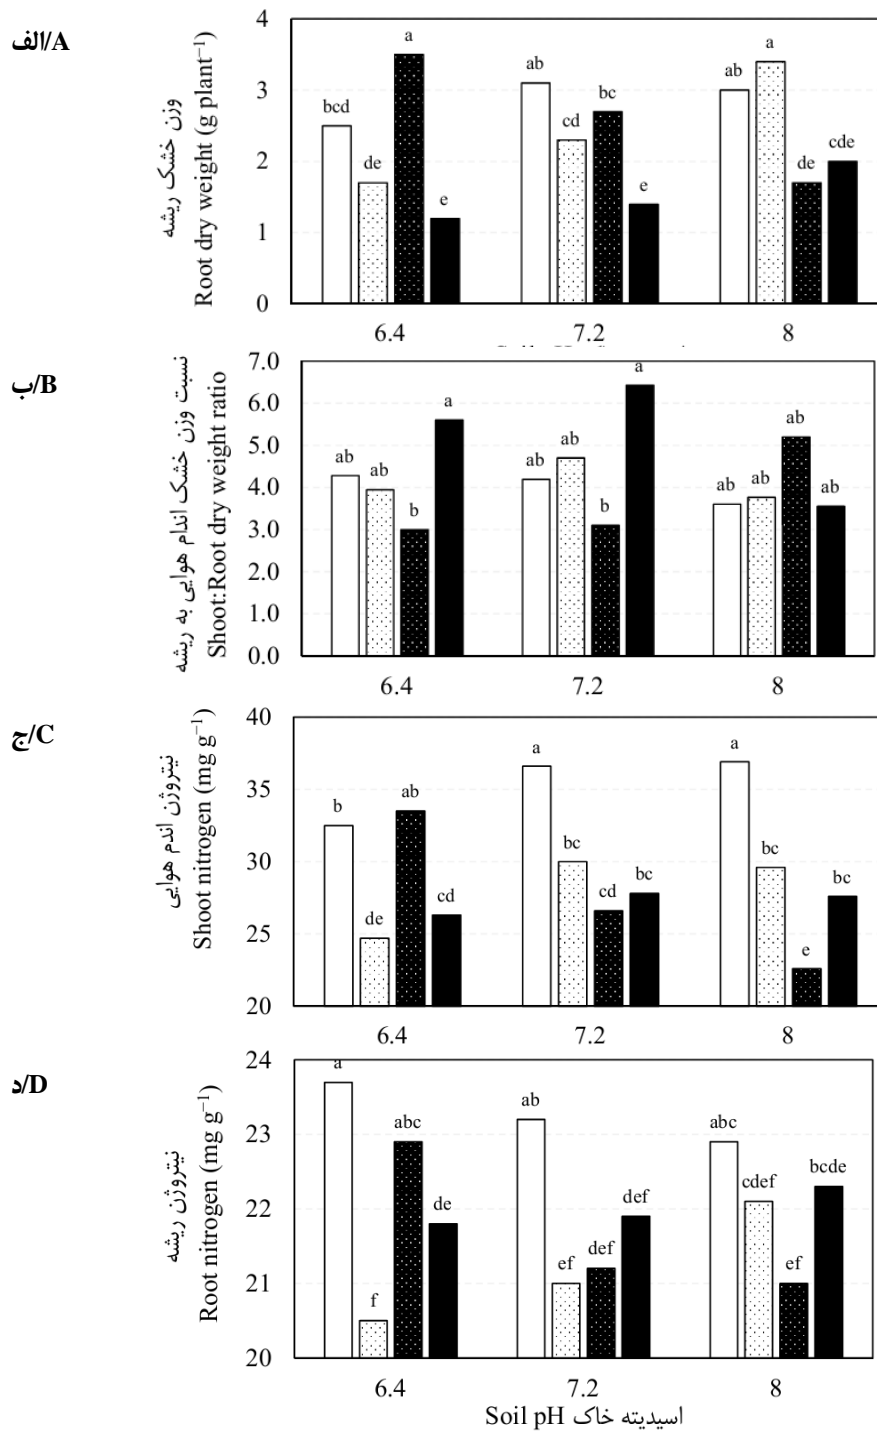 الف/A
وزن خشک ریشه
Root dry weight (g plant⁻¹)
4
3
2
1
0
bcd
de
a
e
ab
cd
bc
e
ab
a
de
cde
6.4
7.2
8
ب/B
نسبت وزن خشک اندام هوایی به ریشه
Shoot:Root dry weight ratio
7.0
6.0
5.0
4.0
3.0
2.0
1.0
0.0
ab
ab
b
a
ab
ab
b
a
ab
ab
ab
ab
6.4
7.2
8
ج/C
نیتروژن اندم هوایی
Shoot nitrogen (mg g⁻¹)
40
35
30
25
20
b
de
ab
cd
a
bc
cd
bc
a
bc
e
bc
6.4
7.2
8
د/D
نیتروژن ریشه
Root nitrogen (mg g⁻¹)
24
23
22
21
20
a
f
abc
de
ab
ef
def
def
abc
cdef
ef
bcde
6.4
7.2
8
اسیدیته خاک Soil pH